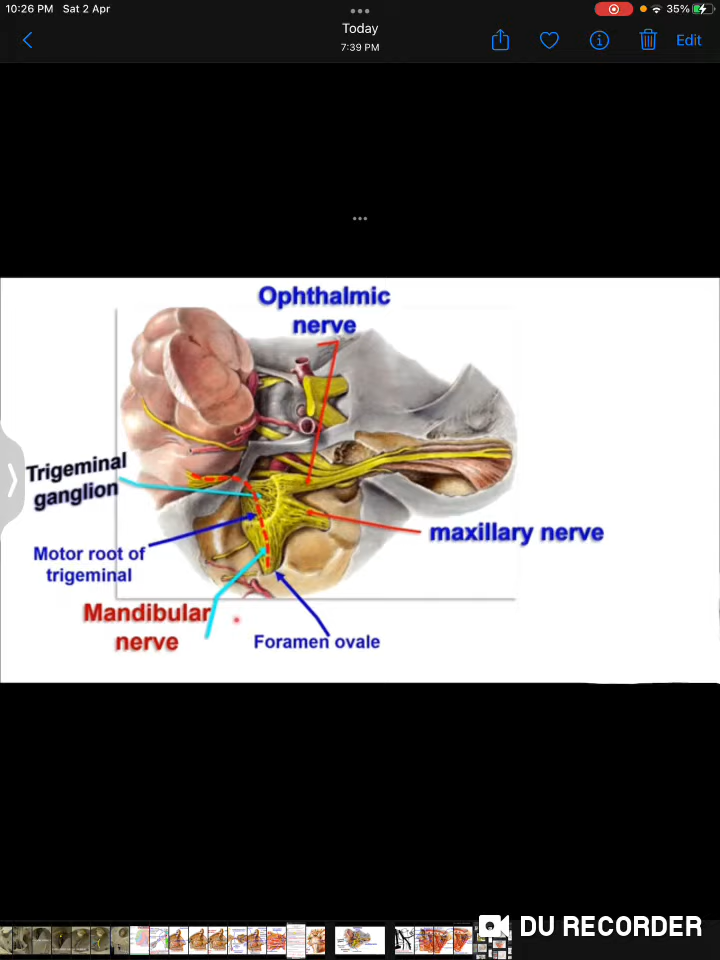 10:26 PM Sat 2 Apr
35%
Today
7:39 PM
Edit
Ophthalmic
nerve
Trigeminal
ganglion
maxillary nerve
Motor root of
trigeminal
Mandibular
nerve
Foramen ovale
DU RECORDER